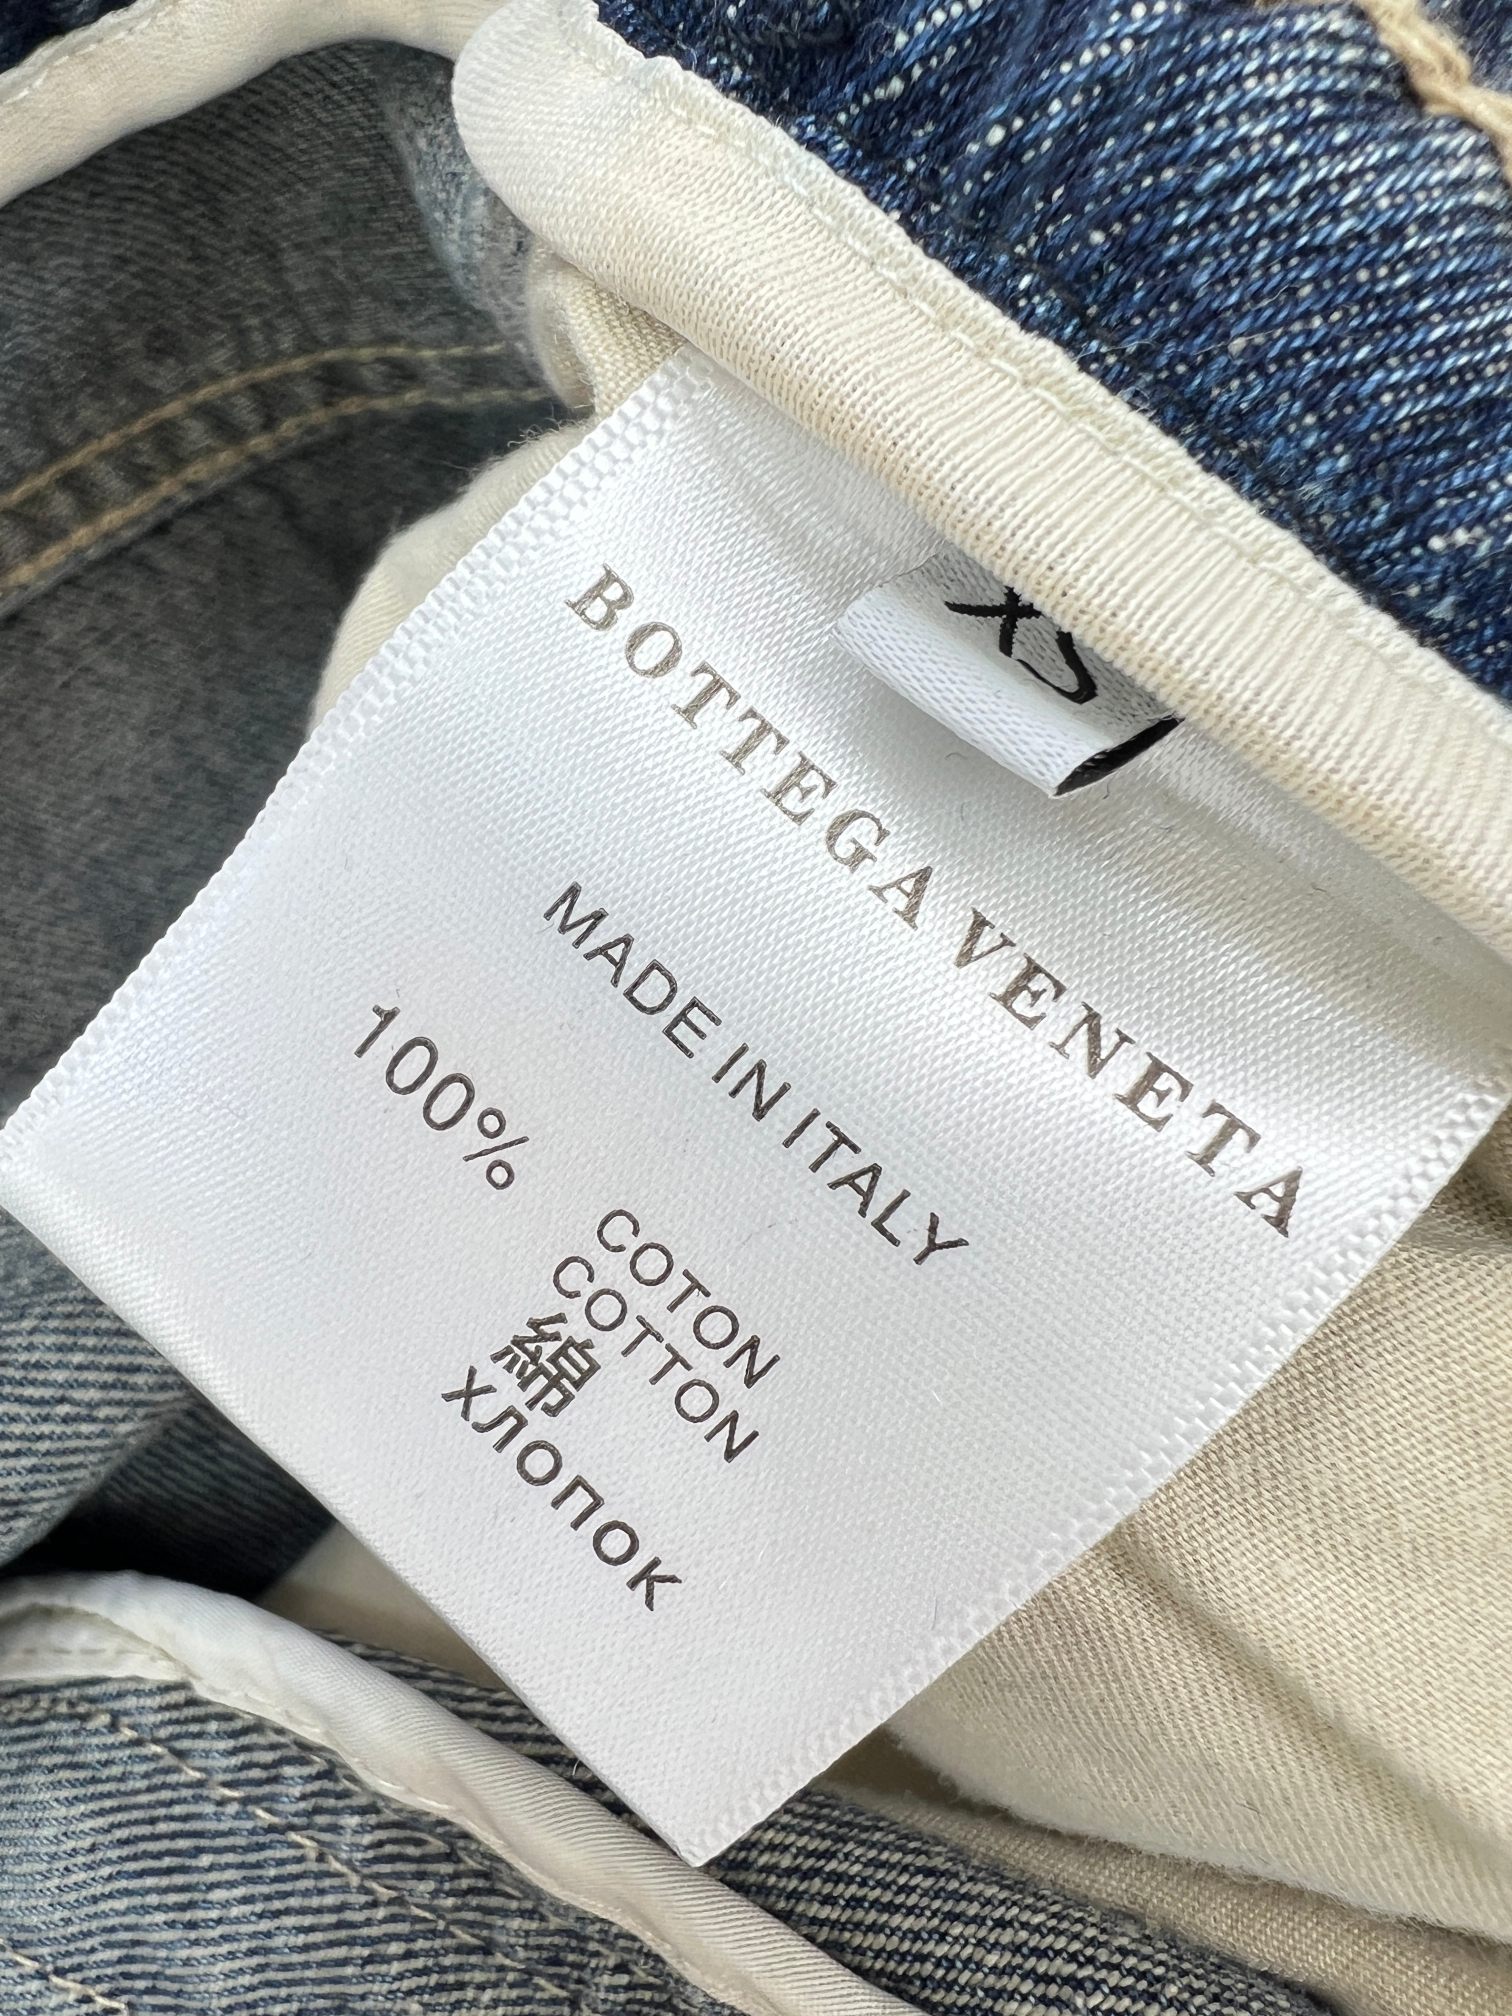 XS
BOTTEGA VENETA
MADE IN ITALY
100%
COTON
COTTON
綿
ХЛОПОК